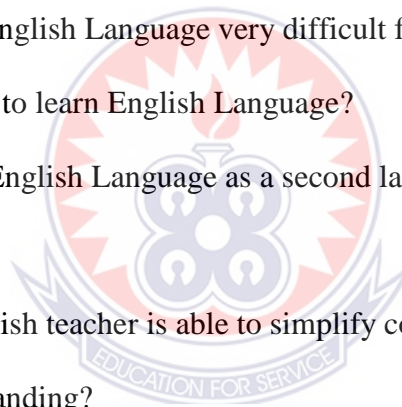 English Language very difficult f
to learn English Language?
English Language as a second la
ish teacher is able to simplify co
EDUCATION FOR SERVICE
anding?